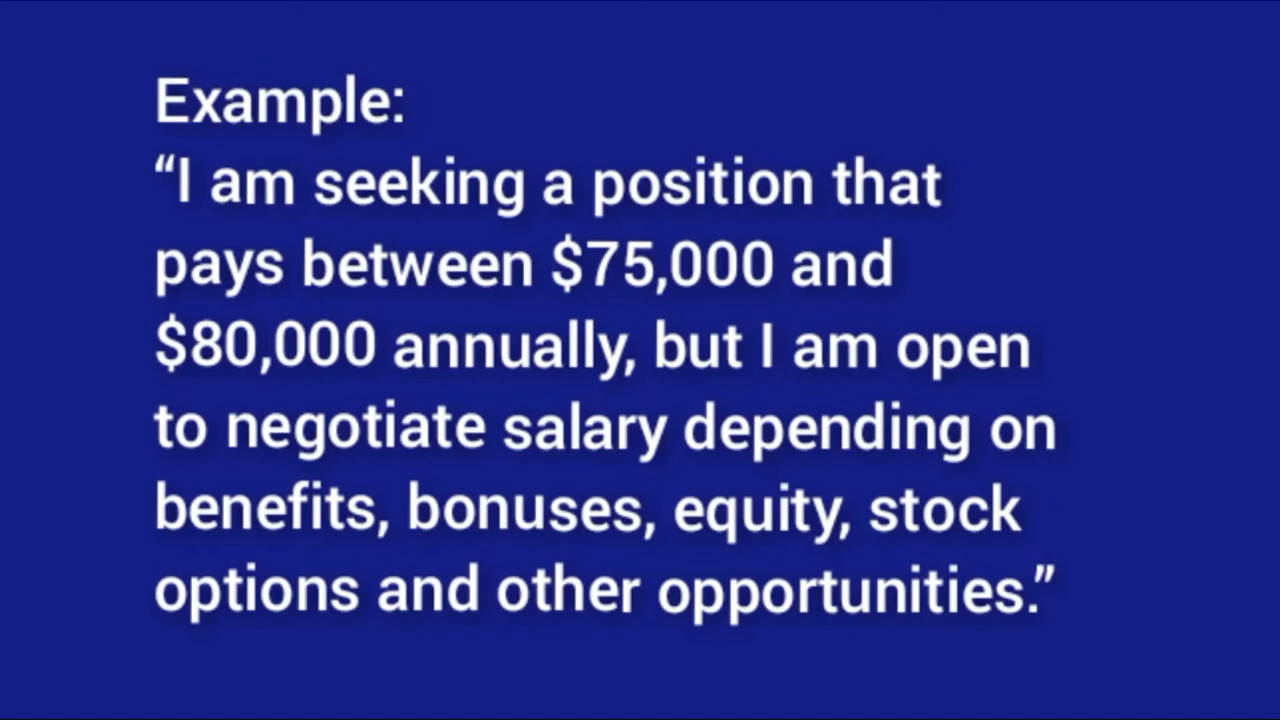 Example:
“I am seeking a position that
pays between $75,000 and
$80,000 annually, but I am open
to negotiate salary depending on
benefits, bonuses, equity, stock
options and other opportunities.”